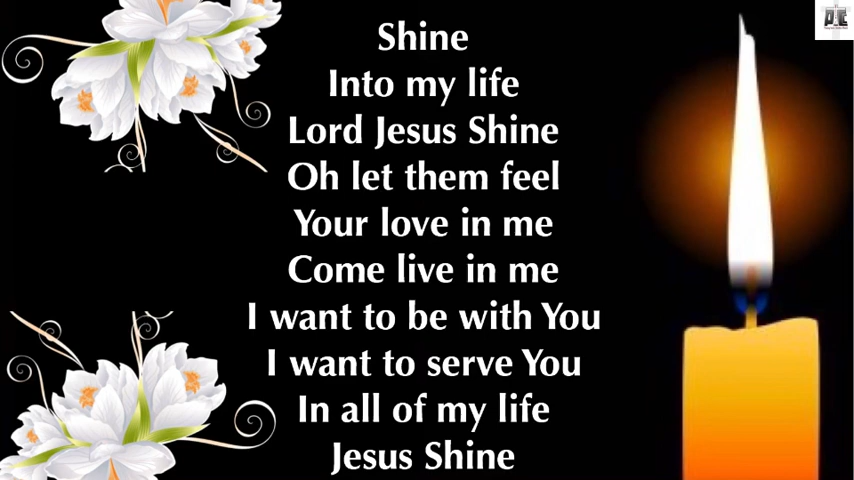 Shine
Into my life
Lord Jesus Shine
Oh let them feel
Your love in me
Come live in me
I want to be with You
I want to serve You
In all of my life
Jesus Shine